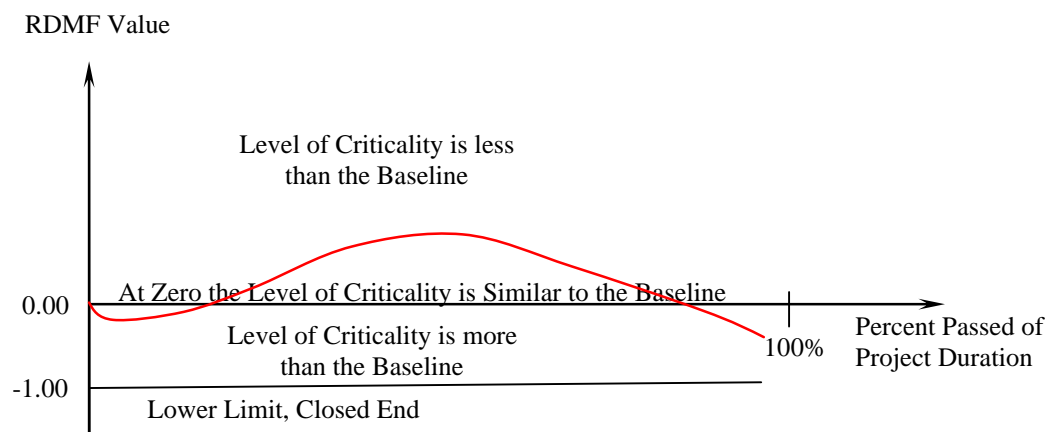 RDMF Value
Level of Criticality is less
than the Baseline
At Zero the Level of Criticality is Similar to the Baseline
0.00
Level of Criticality is more
than the Baseline
100%
Percent Passed of
Project Duration
-1.00
Lower Limit, Closed End